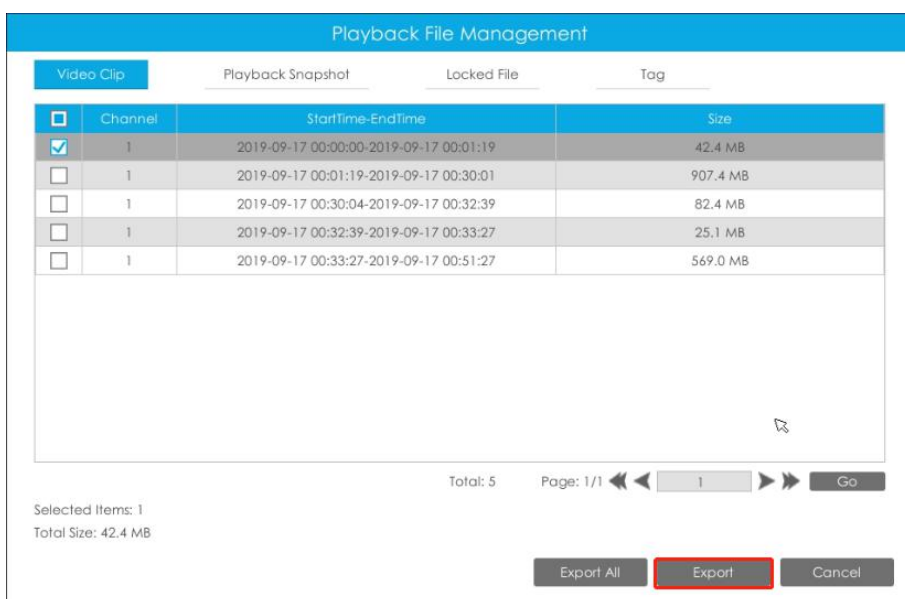 Playback File Management
Video Clip Playback Snapshot Locked File Tag
Channel StartTime-EndTime Size
1 2019-09-17 00:00:00-2019-09-17 00:01:19 42.4 MB
1 2019-09-17 00:01:19-2019-09-17 00:30:01 907.4 MB
1 2019-09-17 00:30:04-2019-09-17 00:32:39 82.4 MB
1 2019-09-17 00:32:39-2019-09-17 00:33:27 25.1 MB
1 2019-09-17 00:33:27-2019-09-17 00:51:27 569.0 MB
Total: 5 Page: 1/1 1 Go
Selected Items: 1
Total Size: 42.4 MB
Export All Export Cancel